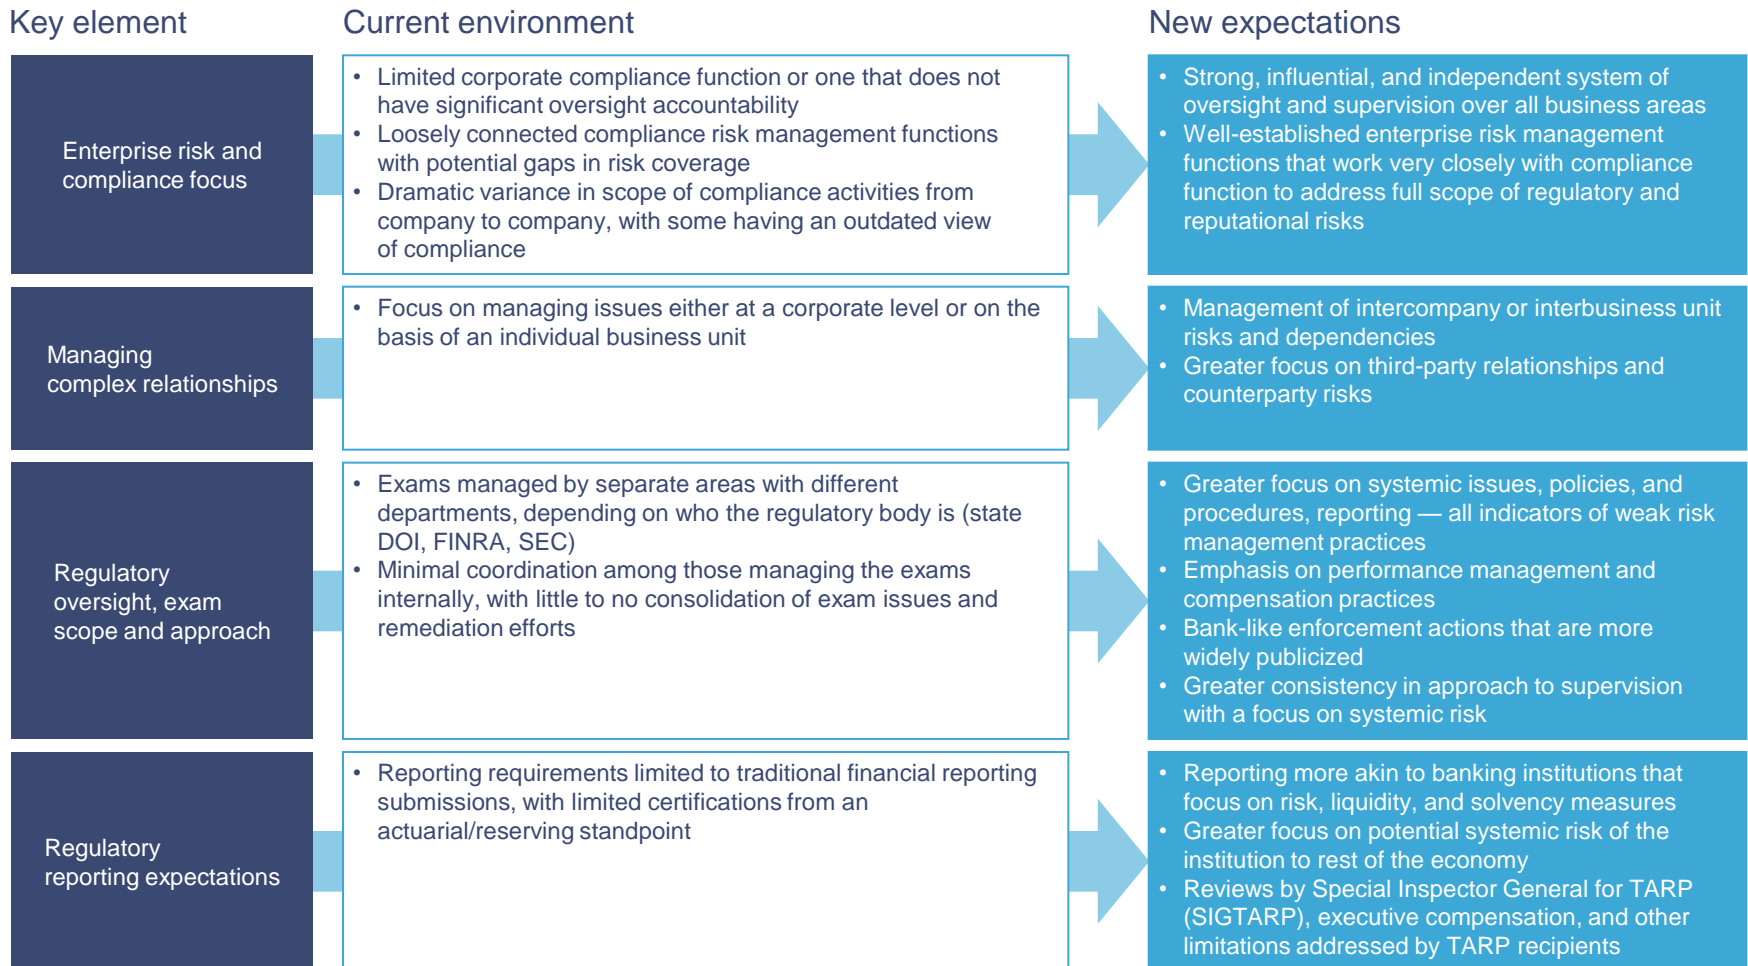 Key element
Current environment
New expectations
Enterprise risk and
compliance focus
• Limited corporate compliance function or one that does not
have significant oversight accountability
• Loosely connected compliance risk management functions
with potential gaps in risk coverage
• Dramatic variance in scope of compliance activities from
company to company, with some having an outdated view
of compliance
• Strong, influential, and independent system of
oversight and supervision over all business areas
• Well-established enterprise risk management
functions that work very closely with compliance
function to address full scope of regulatory and
reputational risks
Managing
complex relationships
• Focus on managing issues either at a corporate level or on the
basis of an individual business unit
• Management of intercompany or interbusiness unit
risks and dependencies
• Greater focus on third-party relationships and
counterparty risks
Regulatory
oversight, exam
scope and approach
• Exams managed by separate areas with different
departments, depending on who the regulatory body is (state
DOI, FINRA, SEC)
• Minimal coordination among those managing the exams
internally, with little to no consolidation of exam issues and
remediation efforts
• Greater focus on systemic issues, policies, and
procedures, reporting — all indicators of weak risk
management practices
• Emphasis on performance management and
compensation practices
• Bank-like enforcement actions that are more
widely publicized
• Greater consistency in approach to supervision
with a focus on systemic risk
Regulatory
reporting expectations
• Reporting requirements limited to traditional financial reporting
submissions, with limited certifications from an
actuarial/reserving standpoint
• Reporting more akin to banking institutions that
focus on risk, liquidity, and solvency measures
• Greater focus on potential systemic risk of the
institution to rest of the economy
• Reviews by Special Inspector General for TARP
(SIGTARP), executive compensation, and other
limitations addressed by TARP recipients